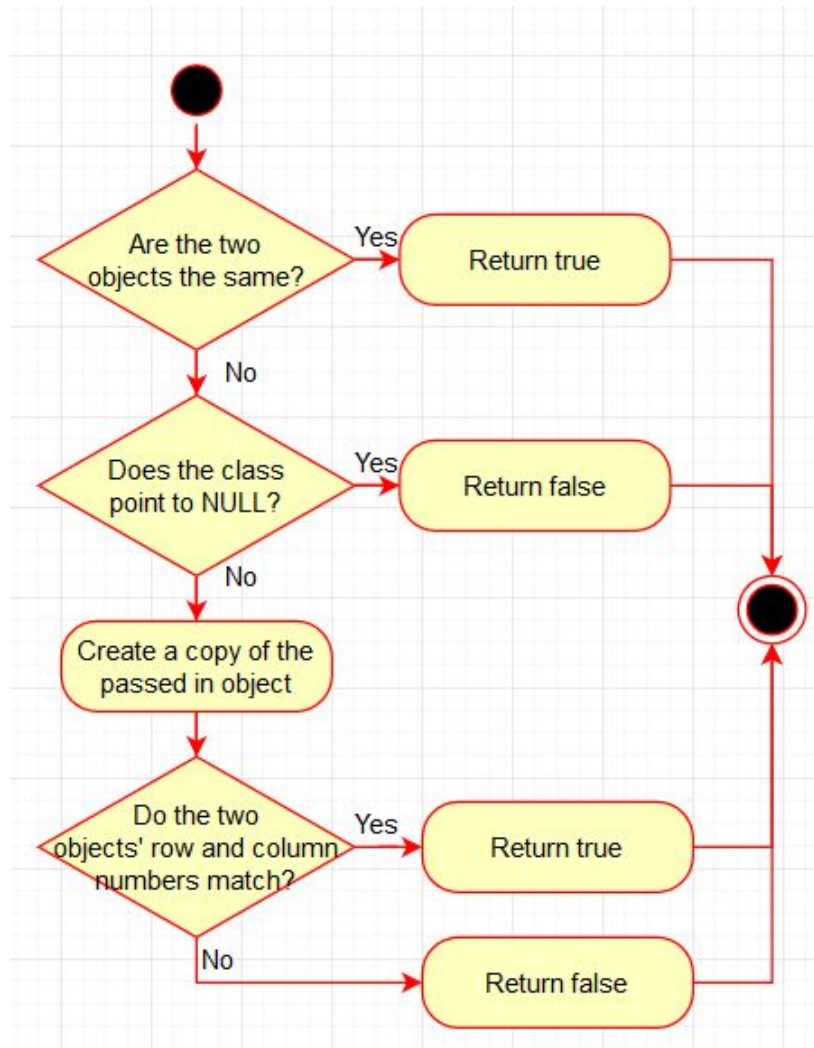 Are the two
objects the same?
Yes
Return true
No
Does the class
point to NULL?
Yes
Return false
No
Create a copy of the
passed in object
Do the two
objects' row and column
numbers match?
Yes
Return true
No
Return false